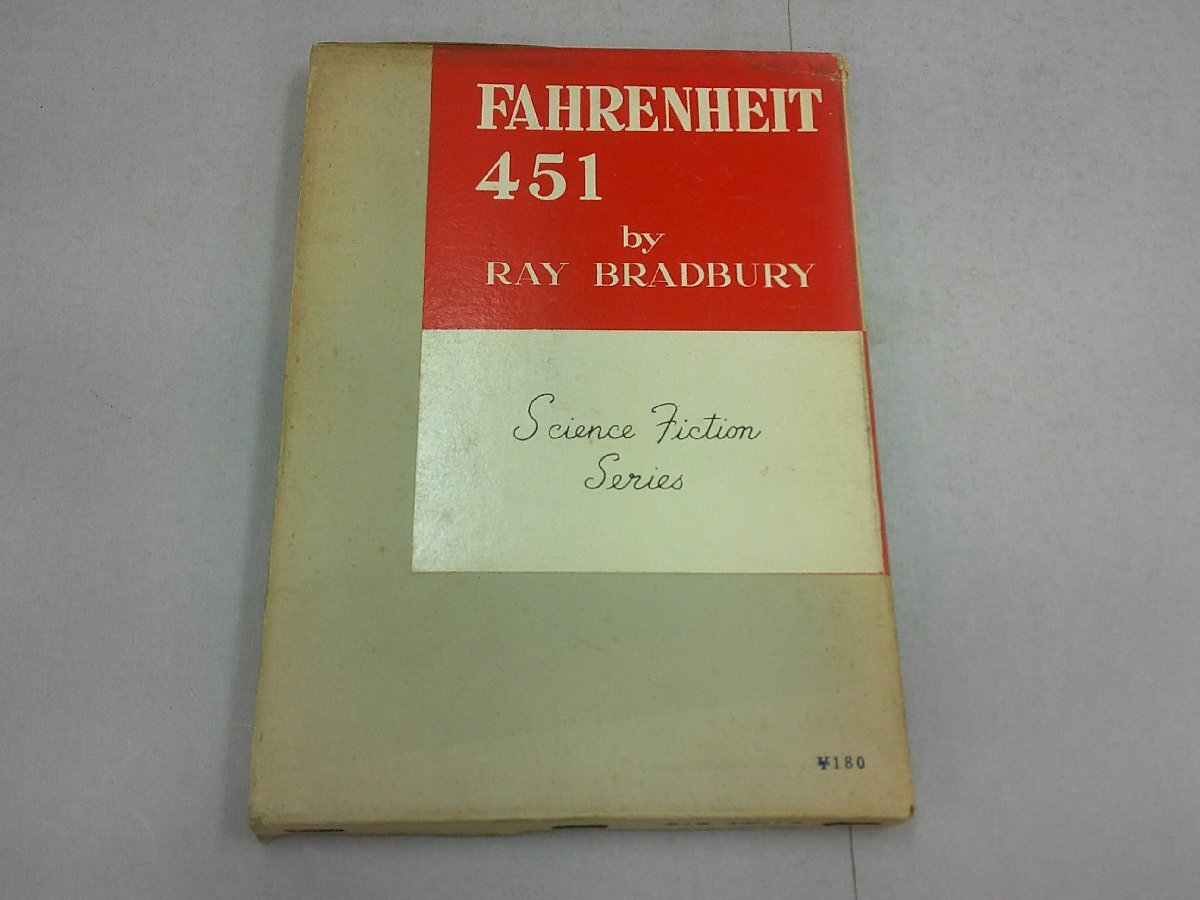 FAHRENHEIT
451
by
RAY BRADBURY
Science Fiction
Series
¥180